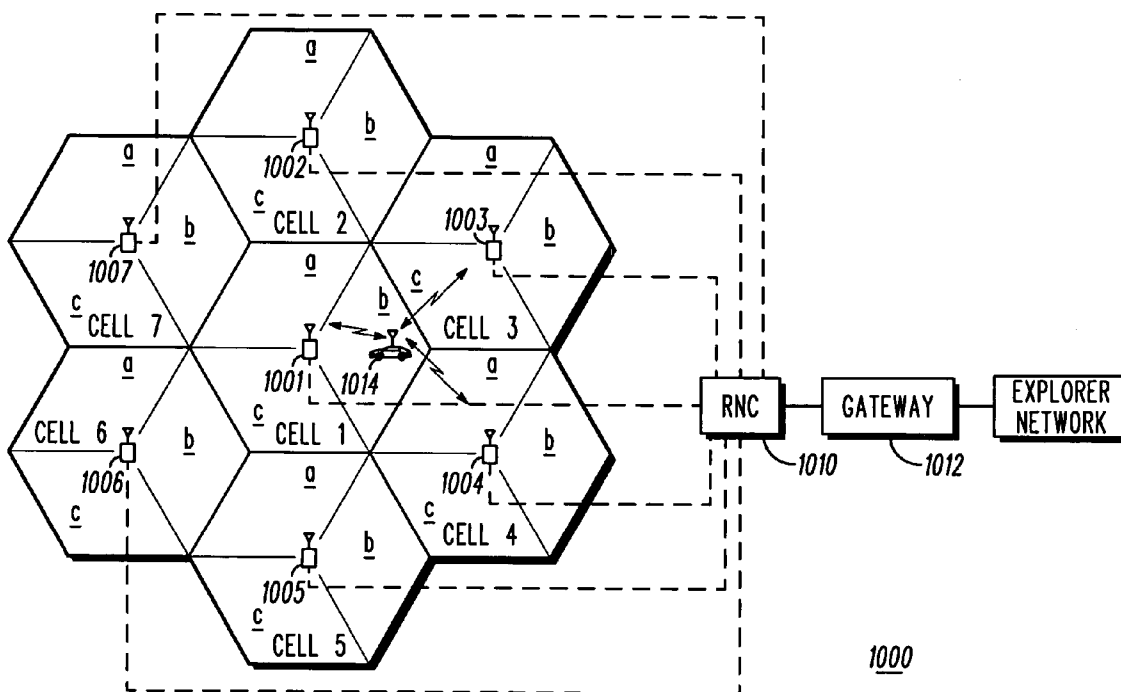 a
b
1002
c
CELL 2
a
b
1007
c
CELL 7
a
b
1003
c
CELL 3
a
b
1001
1014
c
CELL 1
a
CELL 6
b
1006
c
a
b
1004
c
CELL 4
a
b
1005
c
CELL 5
RNC
1010
GATEWAY
1012
EXPLORER
NETWORK
1000